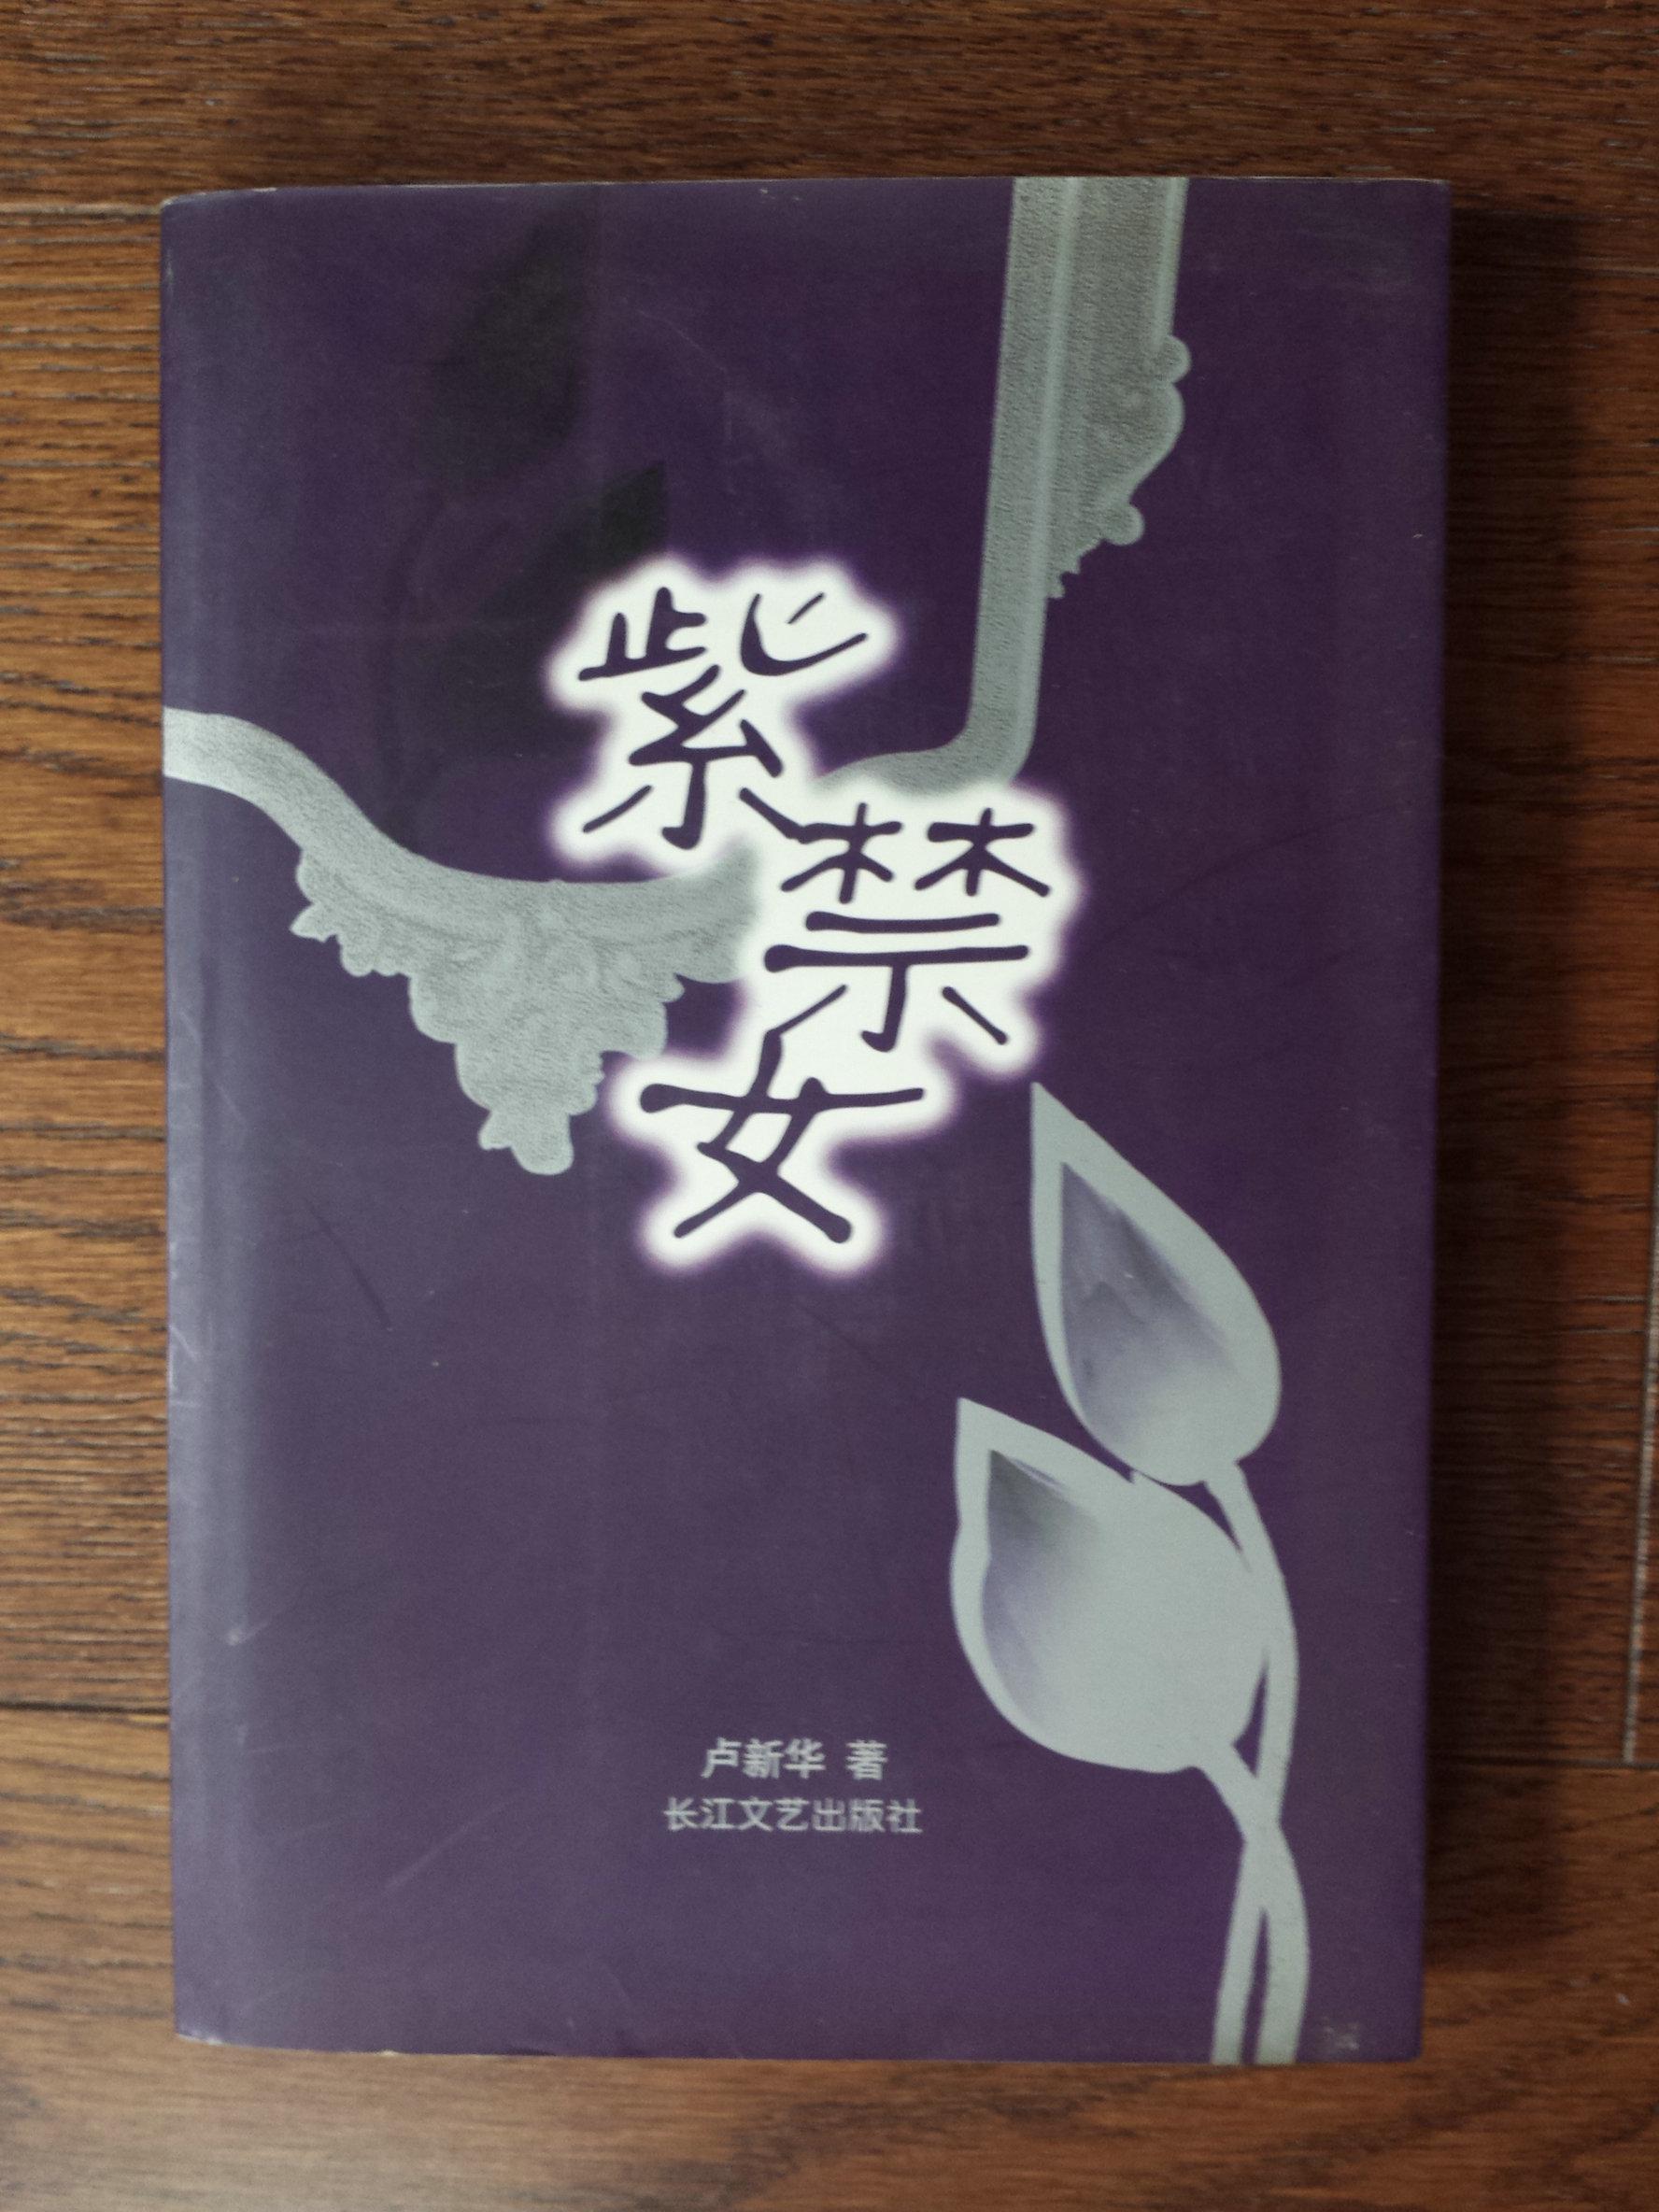 紫禁女
卢新华 著
长江文艺出版社